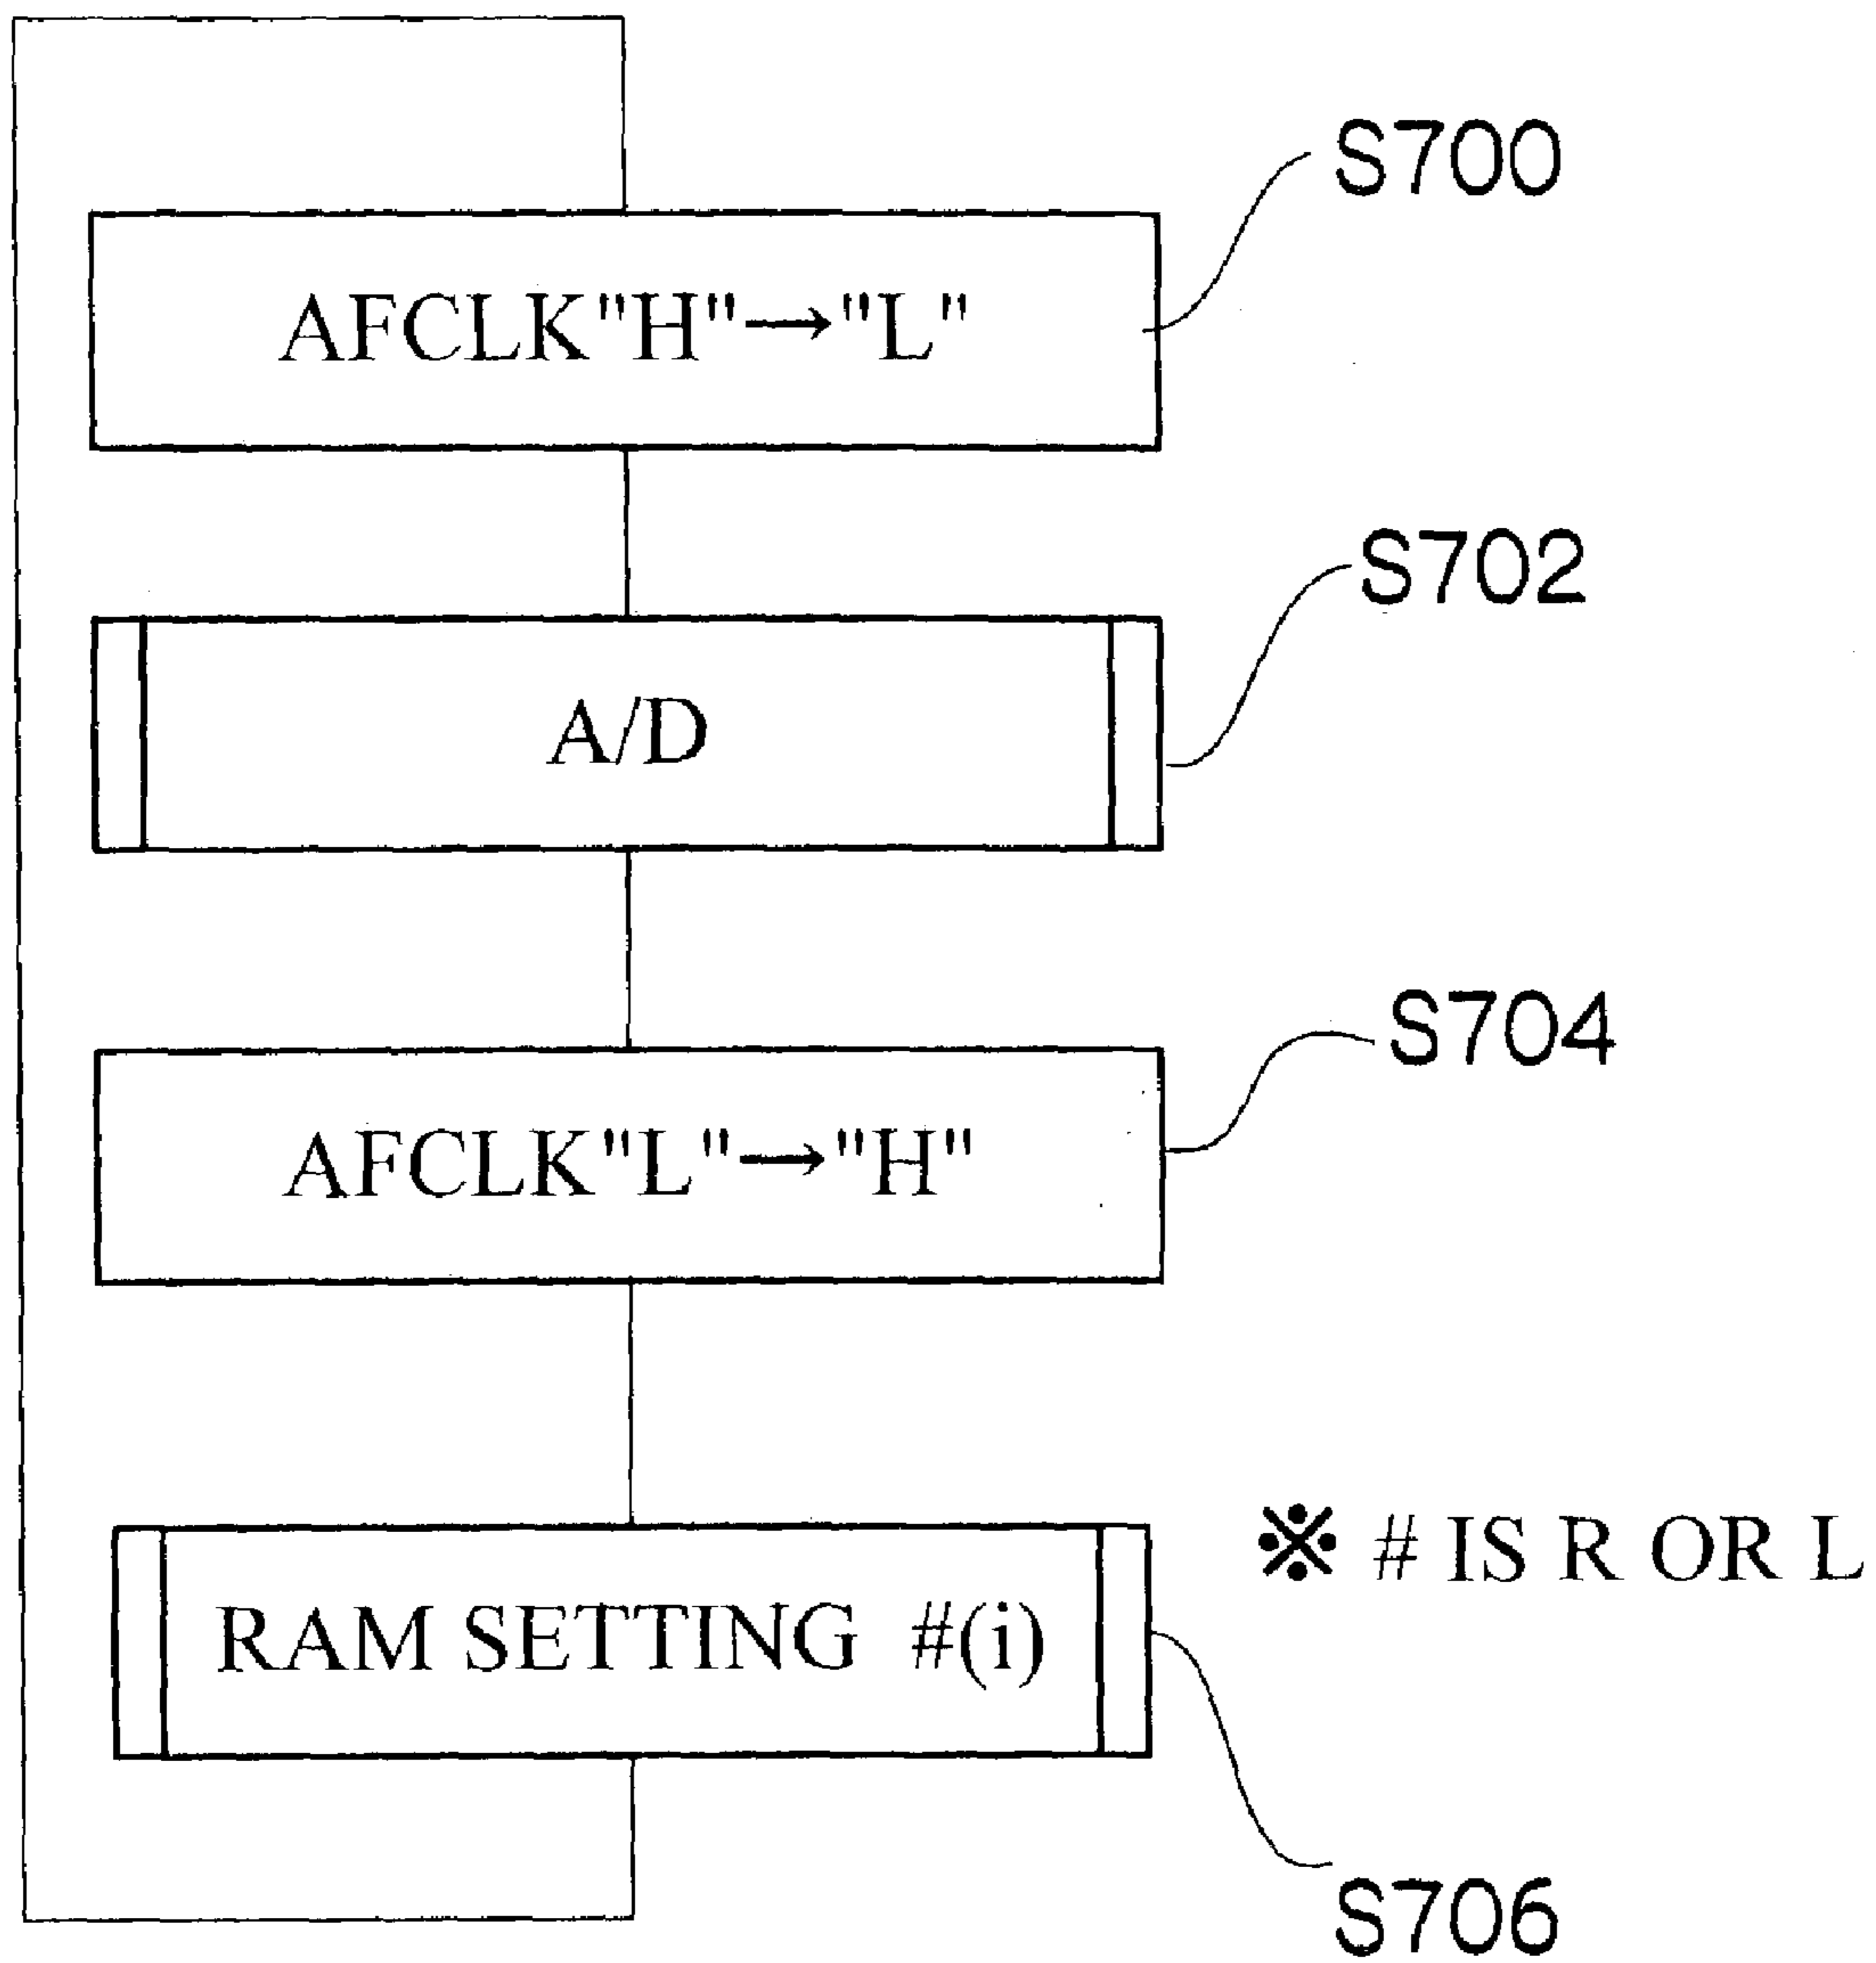 S700
AFCLK"H"→"L"
S702
A/D
S704
AFCLK"L"→"H"
※ # IS R OR L
RAM SETTING #(i)
S706